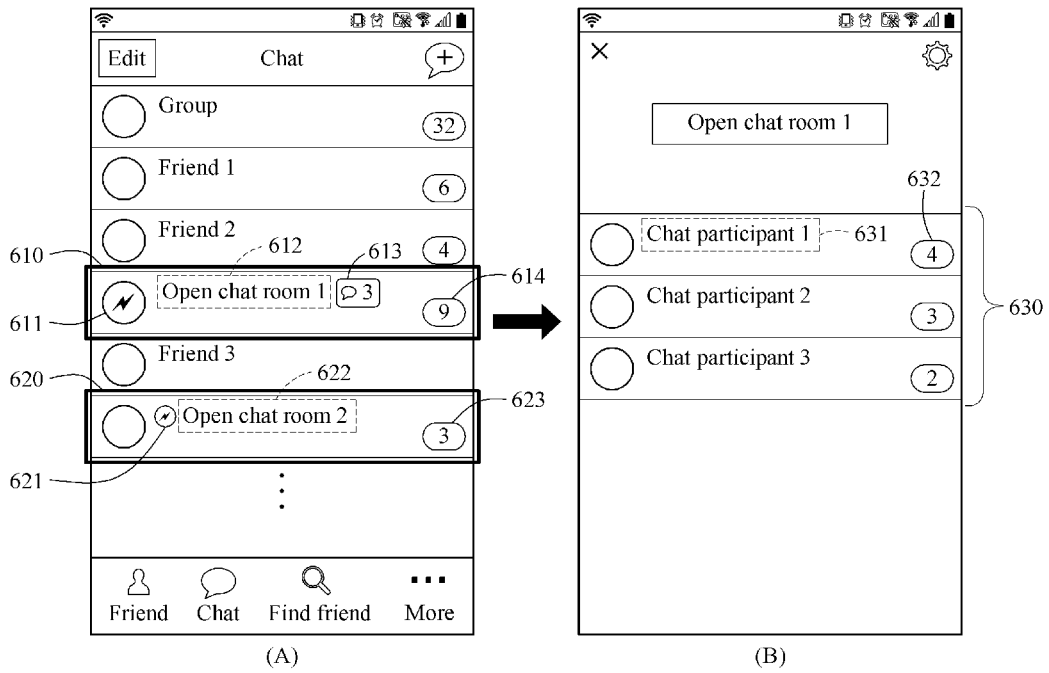 Edit
Chat
+
Group
32
Friend 1
6
Friend 2
4
610
612
613
614
Open chat room 1
3
9
611
Friend 3
620
622
623
Open chat room 2
3
621
Friend
Chat
Find friend
More
(A)
×
Open chat room 1
632
Chat participant 1
631
4
Chat participant 2
3
630
Chat participant 3
2
(B)